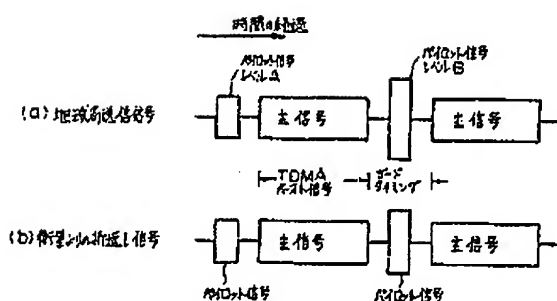 時間の経過
パイロット信号
レベルA
パイロット信号
レベルB
(a) 地球局送信信号
主信号
主信号
TDMA
バースト信号
ガード
タイミング
(b) 衛星よりの折返し信号
主信号
主信号
パイロット信号
パイロット信号